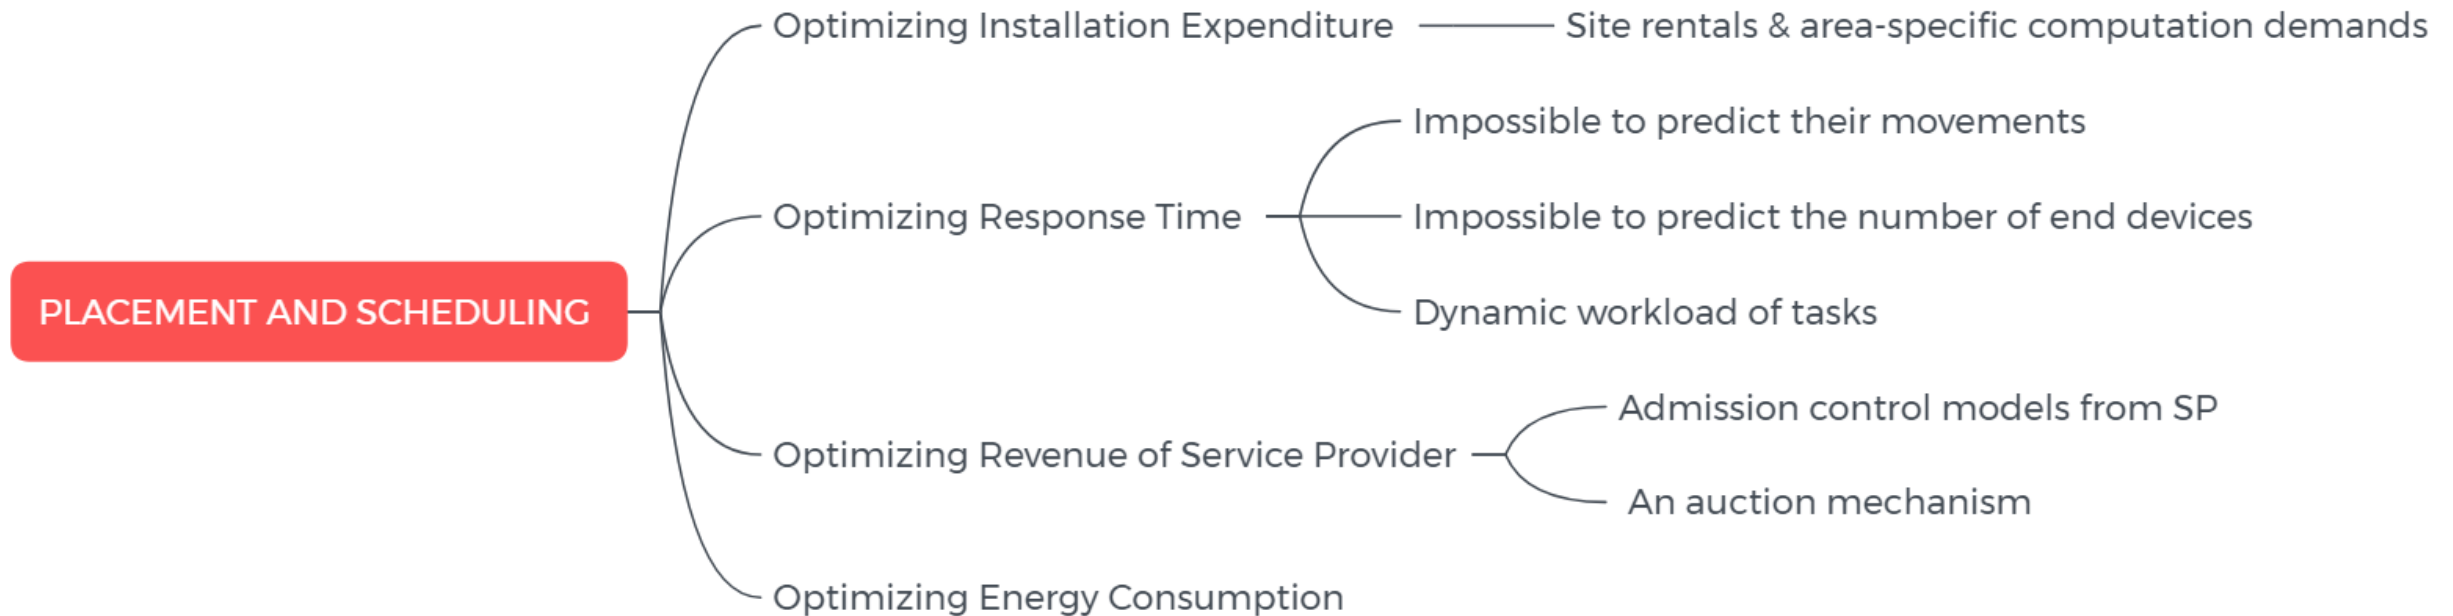 Optimizing Installation Expenditure
Site rentals & area-specific computation demands
Impossible to predict their movements
Optimizing Response Time
Impossible to predict the number of end devices
PLACEMENT AND SCHEDULING
Dynamic workload of tasks
Admission control models from SP
Optimizing Revenue of Service Provider
An auction mechanism
Optimizing Energy Consumption